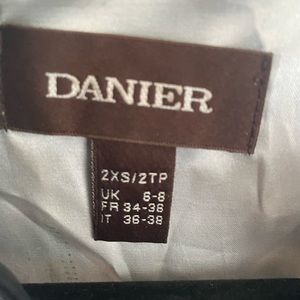 DANIER
2XS/2TP
UK 6-8
FR 34-36
IT 36-38